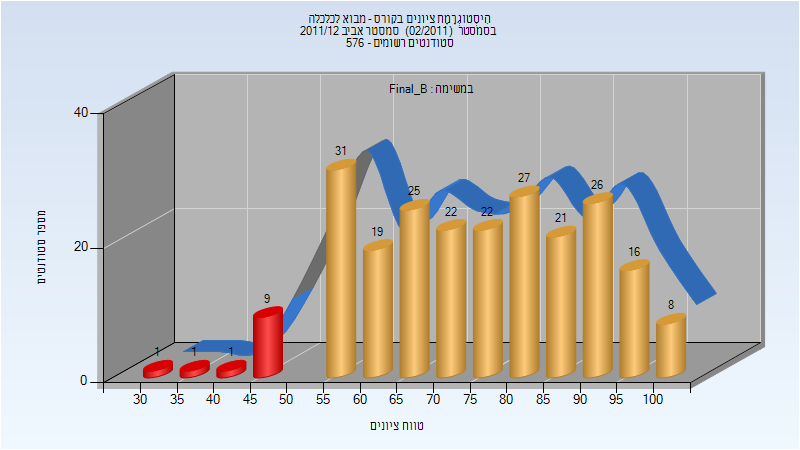 היסטוגרמת ציונים בקורס - מבוא לכלכלה
בסמסטר (02/2011) סמסטר אביב 2011/12
סטודנטים רשומים - 576
במשימה : Final_B
מספר סטודנטים
40
20
0
1
1
1
9
31
19
25
22
22
27
21
26
16
8
30 35 40 45 50 55 60 65 70 75 80 85 90 95 100
טווח ציונים